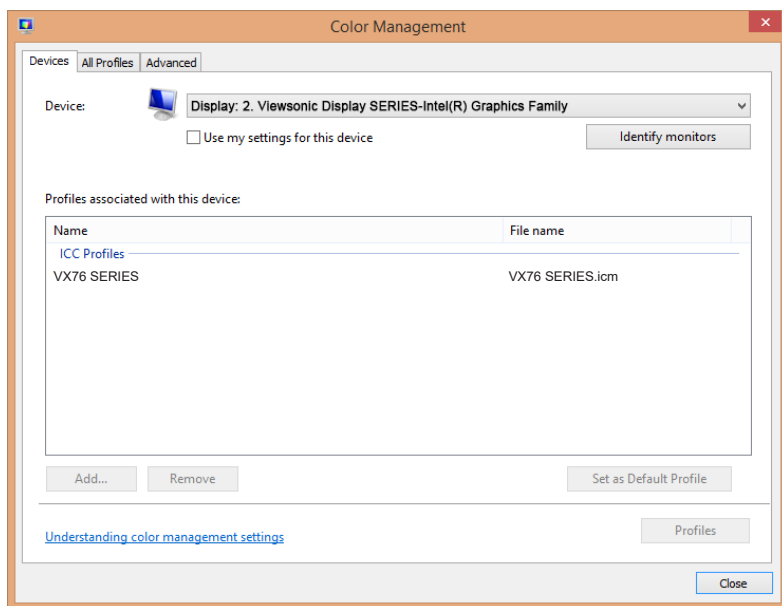 Color Management
Devices All Profiles Advanced
Device: Display: 2. Viewsonic Display SERIES-Intel(R) Graphics Family
Use my settings for this device Identify monitors
Profiles associated with this device:
Name File name
ICC Profiles
VX76 SERIES VX76 SERIES.icm
Add... Remove Set as Default Profile
Understanding color management settings Profiles
Close